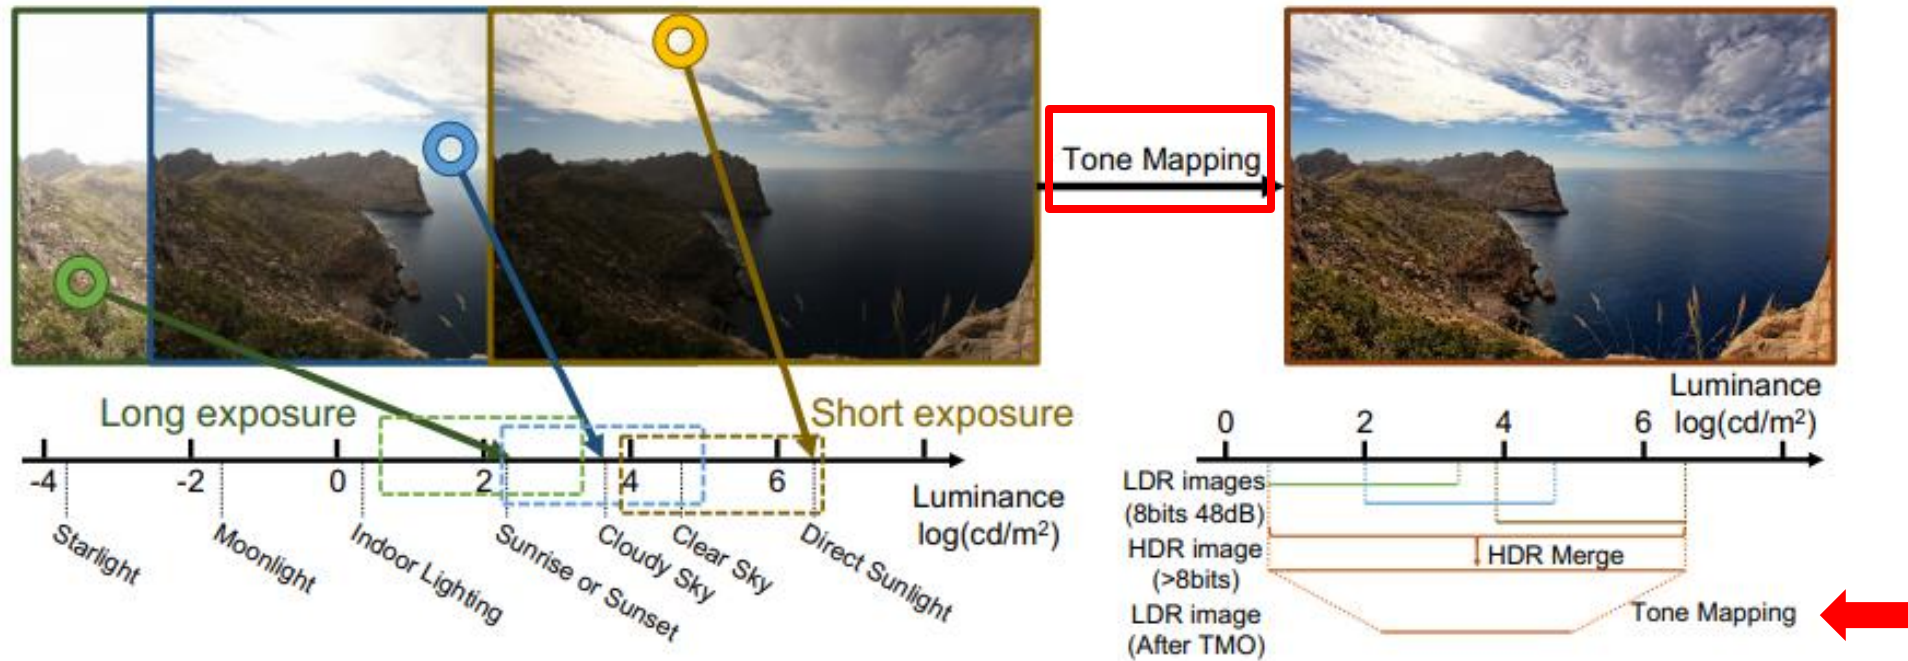 Tone Mapping
Long exposure
Short exposure
-4
-2
0
2
4
6
Luminance
log(cd/m²)
Starlight
Moonlight
Indoor Lighting
Sunrise or Sunset
Cloudy Sky
Clear Sky
Direct Sunlight
Luminance
log(cd/m²)
0
2
4
6
LDR images
(8bits 48dB)
HDR image
(>8bits)
HDR Merge
LDR image
(After TMO)
Tone Mapping